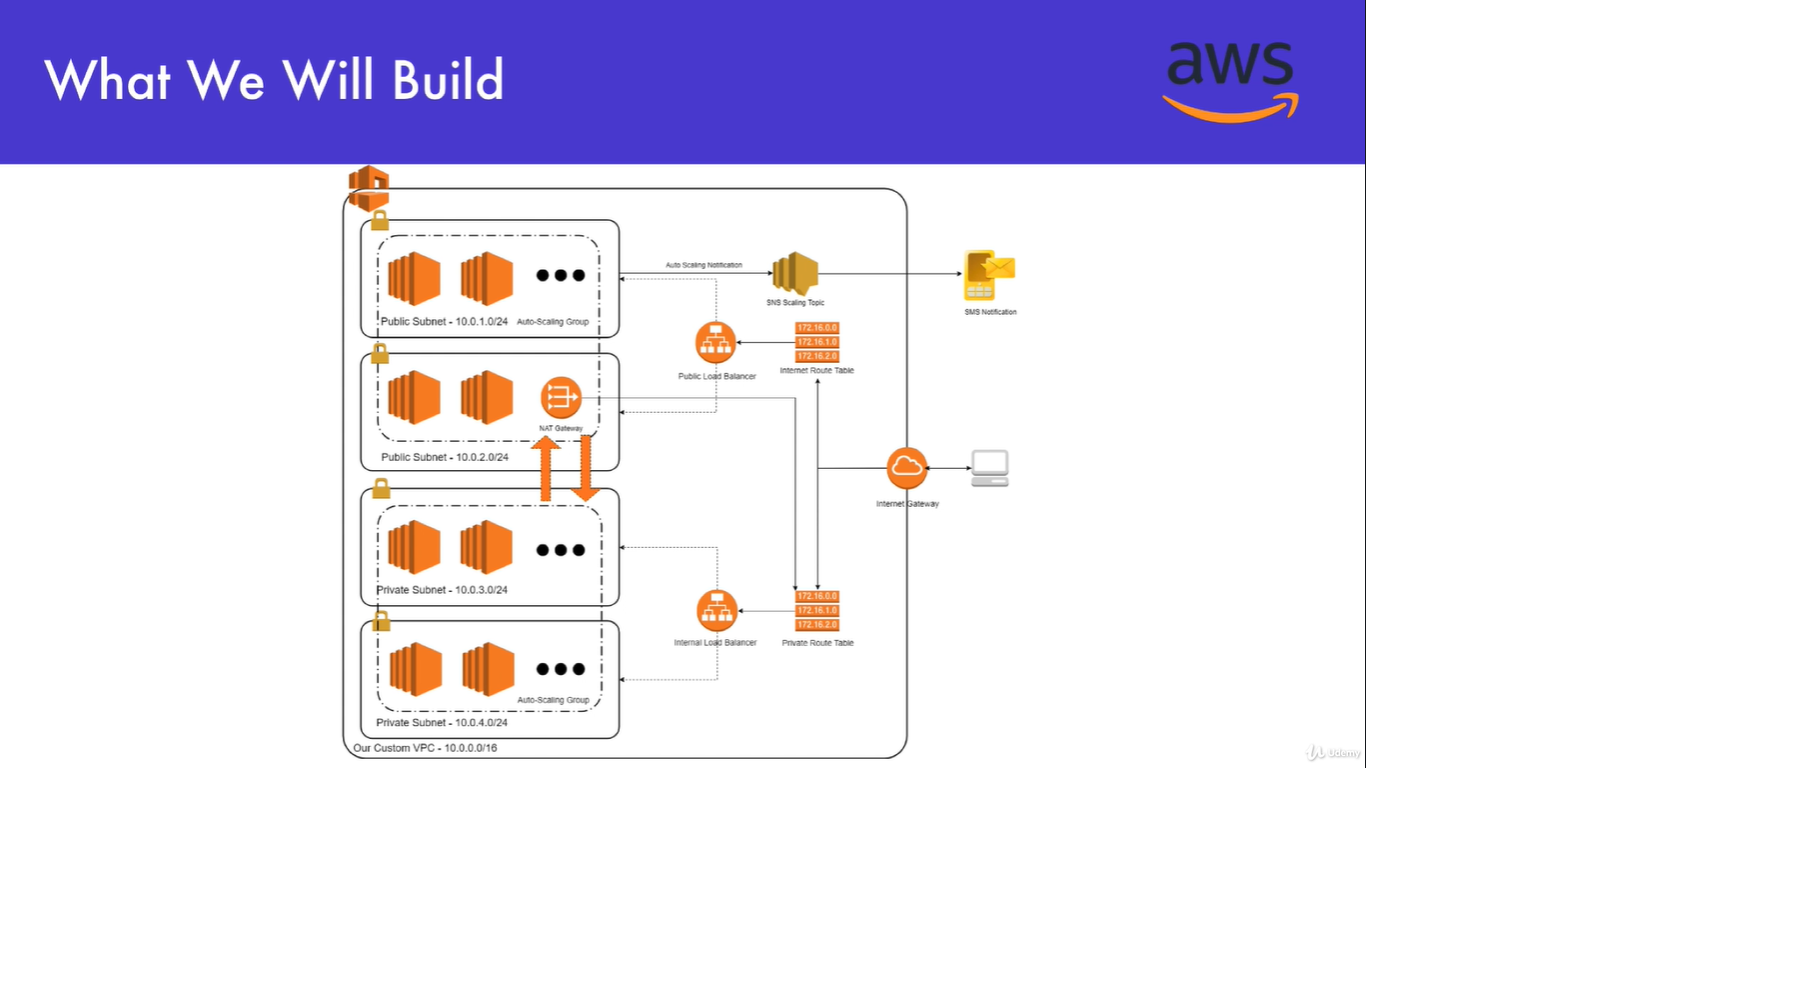 What We Will Build
aws
Auto Scaling Notification
SNS Scaling Topic
SMS Notification
Public Subnet - 10.0.1.0/24
Auto-Scaling Group
172.16.0.0
172.16.1.0
172.16.2.0
Internet Route Table
Public Load Balancer
NAT Gateway
Public Subnet - 10.0.2.0/24
Internet Gateway
Private Subnet - 10.0.3.0/24
172.16.0.0
172.16.1.0
172.16.2.0
Internal Load Balancer
Private Route Table
Auto-Scaling Group
Private Subnet - 10.0.4.0/24
Our Custom VPC - 10.0.0.0/16
Udemy